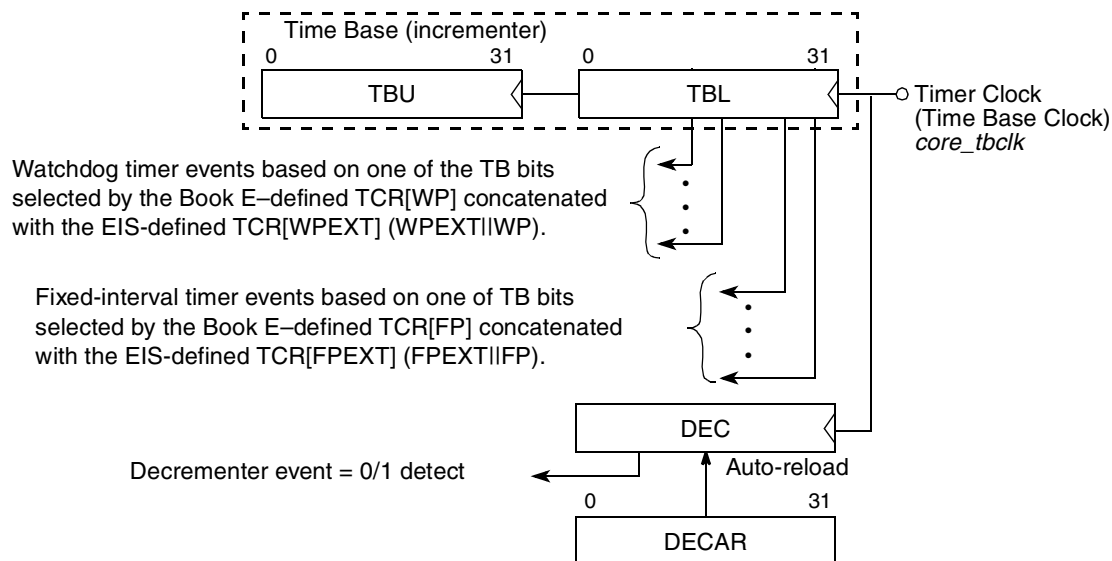 Time Base (incrementer)
0 31 0 31
TBU TBL
Timer Clock
(Time Base Clock)
core_tbclk
Watchdog timer events based on one of the TB bits
selected by the Book E–defined TCR[WP] concatenated
with the EIS-defined TCR[WPEXT] (WPEXT||WP).
Fixed-interval timer events based on one of TB bits
selected by the Book E–defined TCR[FP] concatenated
with the EIS-defined TCR[FPEXT] (FPEXT||FP).
DEC
Decrementer event = 0/1 detect
Auto-reload
0 31
DECAR